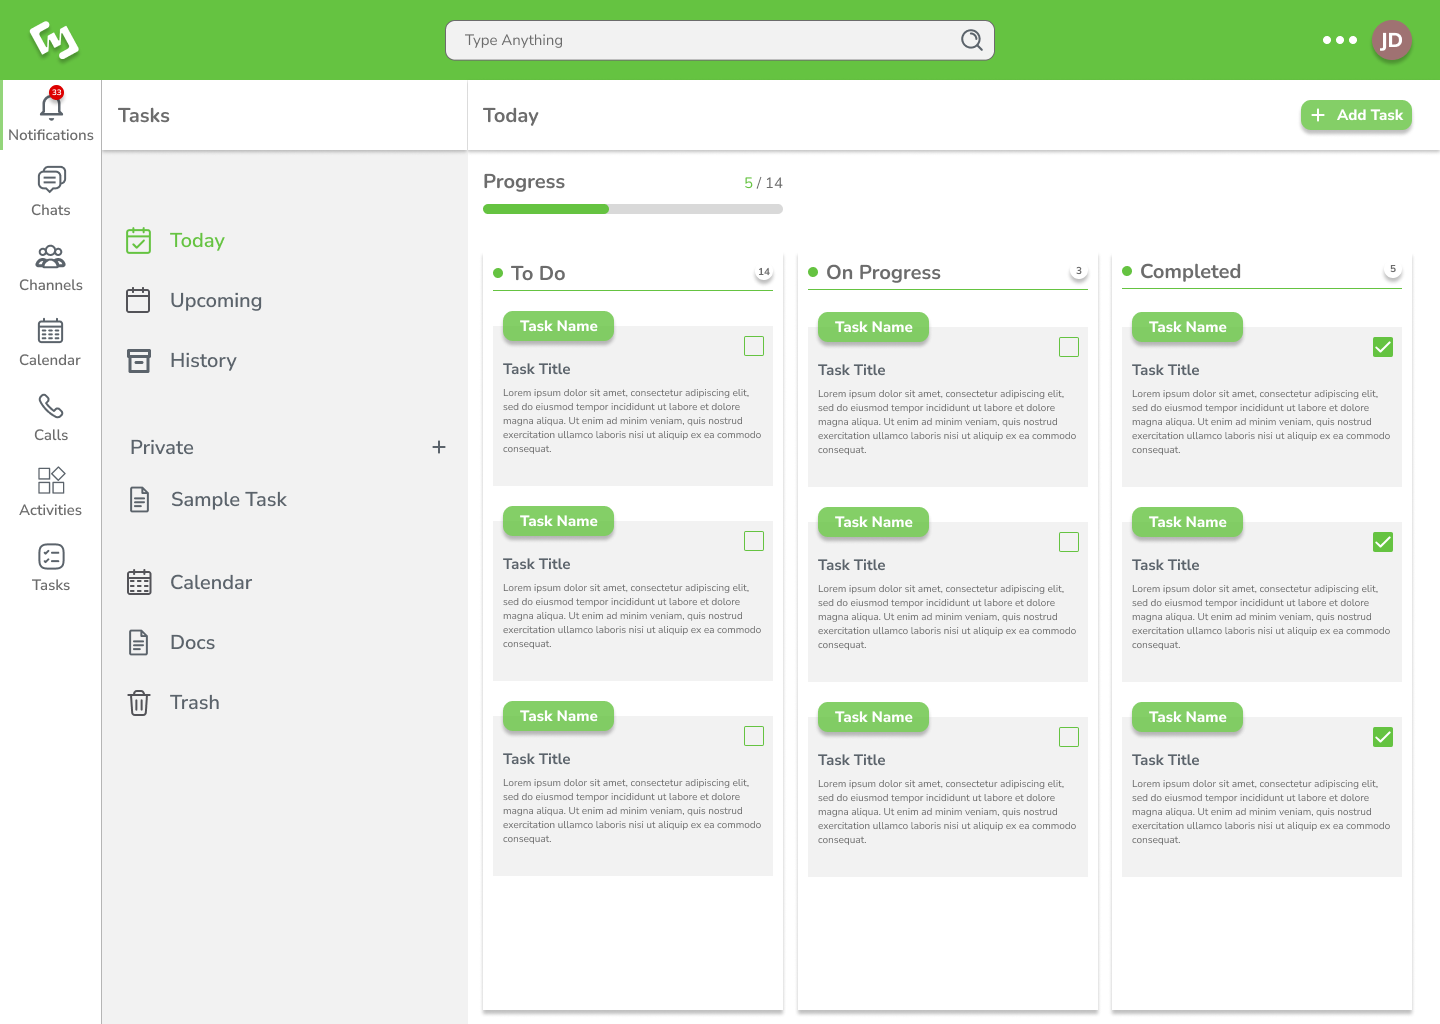 Type Anything
JD
33
Notifications
Chats
Channels
Calendar
Calls
Activities
Tasks
Tasks
Today
Upcoming
History
Private
Sample Task
Calendar
Docs
Trash
Today
Add Task
Progress
5 / 14
To Do
14
Task Name
Task Title
Lorem ipsum dolor sit amet, consectetur adipiscing elit,
sed do eiusmod tempor incididunt ut labore et dolore
magna aliqua. Ut enim ad minim veniam, quis nostrud
exercitation ullamco laboris nisi ut aliquip ex ea commodo
consequat.
Task Name
Task Title
Lorem ipsum dolor sit amet, consectetur adipiscing elit,
sed do eiusmod tempor incididunt ut labore et dolore
magna aliqua. Ut enim ad minim veniam, quis nostrud
exercitation ullamco laboris nisi ut aliquip ex ea commodo
consequat.
Task Name
Task Title
Lorem ipsum dolor sit amet, consectetur adipiscing elit,
sed do eiusmod tempor incididunt ut labore et dolore
magna aliqua. Ut enim ad minim veniam, quis nostrud
exercitation ullamco laboris nisi ut aliquip ex ea commodo
consequat.
On Progress
3
Task Name
Task Title
Lorem ipsum dolor sit amet, consectetur adipiscing elit,
sed do eiusmod tempor incididunt ut labore et dolore
magna aliqua. Ut enim ad minim veniam, quis nostrud
exercitation ullamco laboris nisi ut aliquip ex ea commodo
consequat.
Task Name
Task Title
Lorem ipsum dolor sit amet, consectetur adipiscing elit,
sed do eiusmod tempor incididunt ut labore et dolore
magna aliqua. Ut enim ad minim veniam, quis nostrud
exercitation ullamco laboris nisi ut aliquip ex ea commodo
consequat.
Task Name
Task Title
Lorem ipsum dolor sit amet, consectetur adipiscing elit,
sed do eiusmod tempor incididunt ut labore et dolore
magna aliqua. Ut enim ad minim veniam, quis nostrud
exercitation ullamco laboris nisi ut aliquip ex ea commodo
consequat.
Completed
5
Task Name
Task Title
Lorem ipsum dolor sit amet, consectetur adipiscing elit,
sed do eiusmod tempor incididunt ut labore et dolore
magna aliqua. Ut enim ad minim veniam, quis nostrud
exercitation ullamco laboris nisi ut aliquip ex ea commodo
consequat.
Task Name
Task Title
Lorem ipsum dolor sit amet, consectetur adipiscing elit,
sed do eiusmod tempor incididunt ut labore et dolore
magna aliqua. Ut enim ad minim veniam, quis nostrud
exercitation ullamco laboris nisi ut aliquip ex ea commodo
consequat.
Task Name
Task Title
Lorem ipsum dolor sit amet, consectetur adipiscing elit,
sed do eiusmod tempor incididunt ut labore et dolore
magna aliqua. Ut enim ad minim veniam, quis nostrud
exercitation ullamco laboris nisi ut aliquip ex ea commodo
consequat.